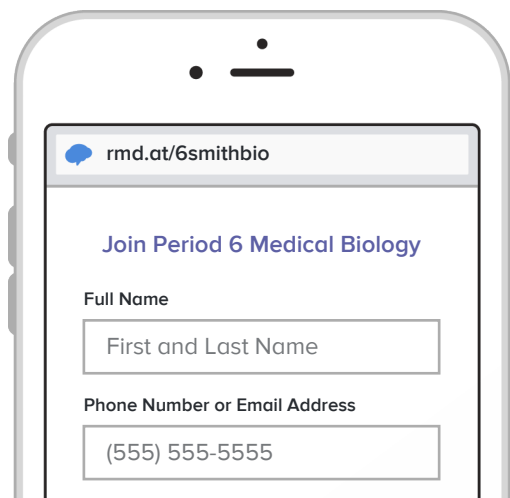 rmd.at/6smithbio
Join Period 6 Medical Biology
Full Name
First and Last Name
Phone Number or Email Address
(555) 555-5555